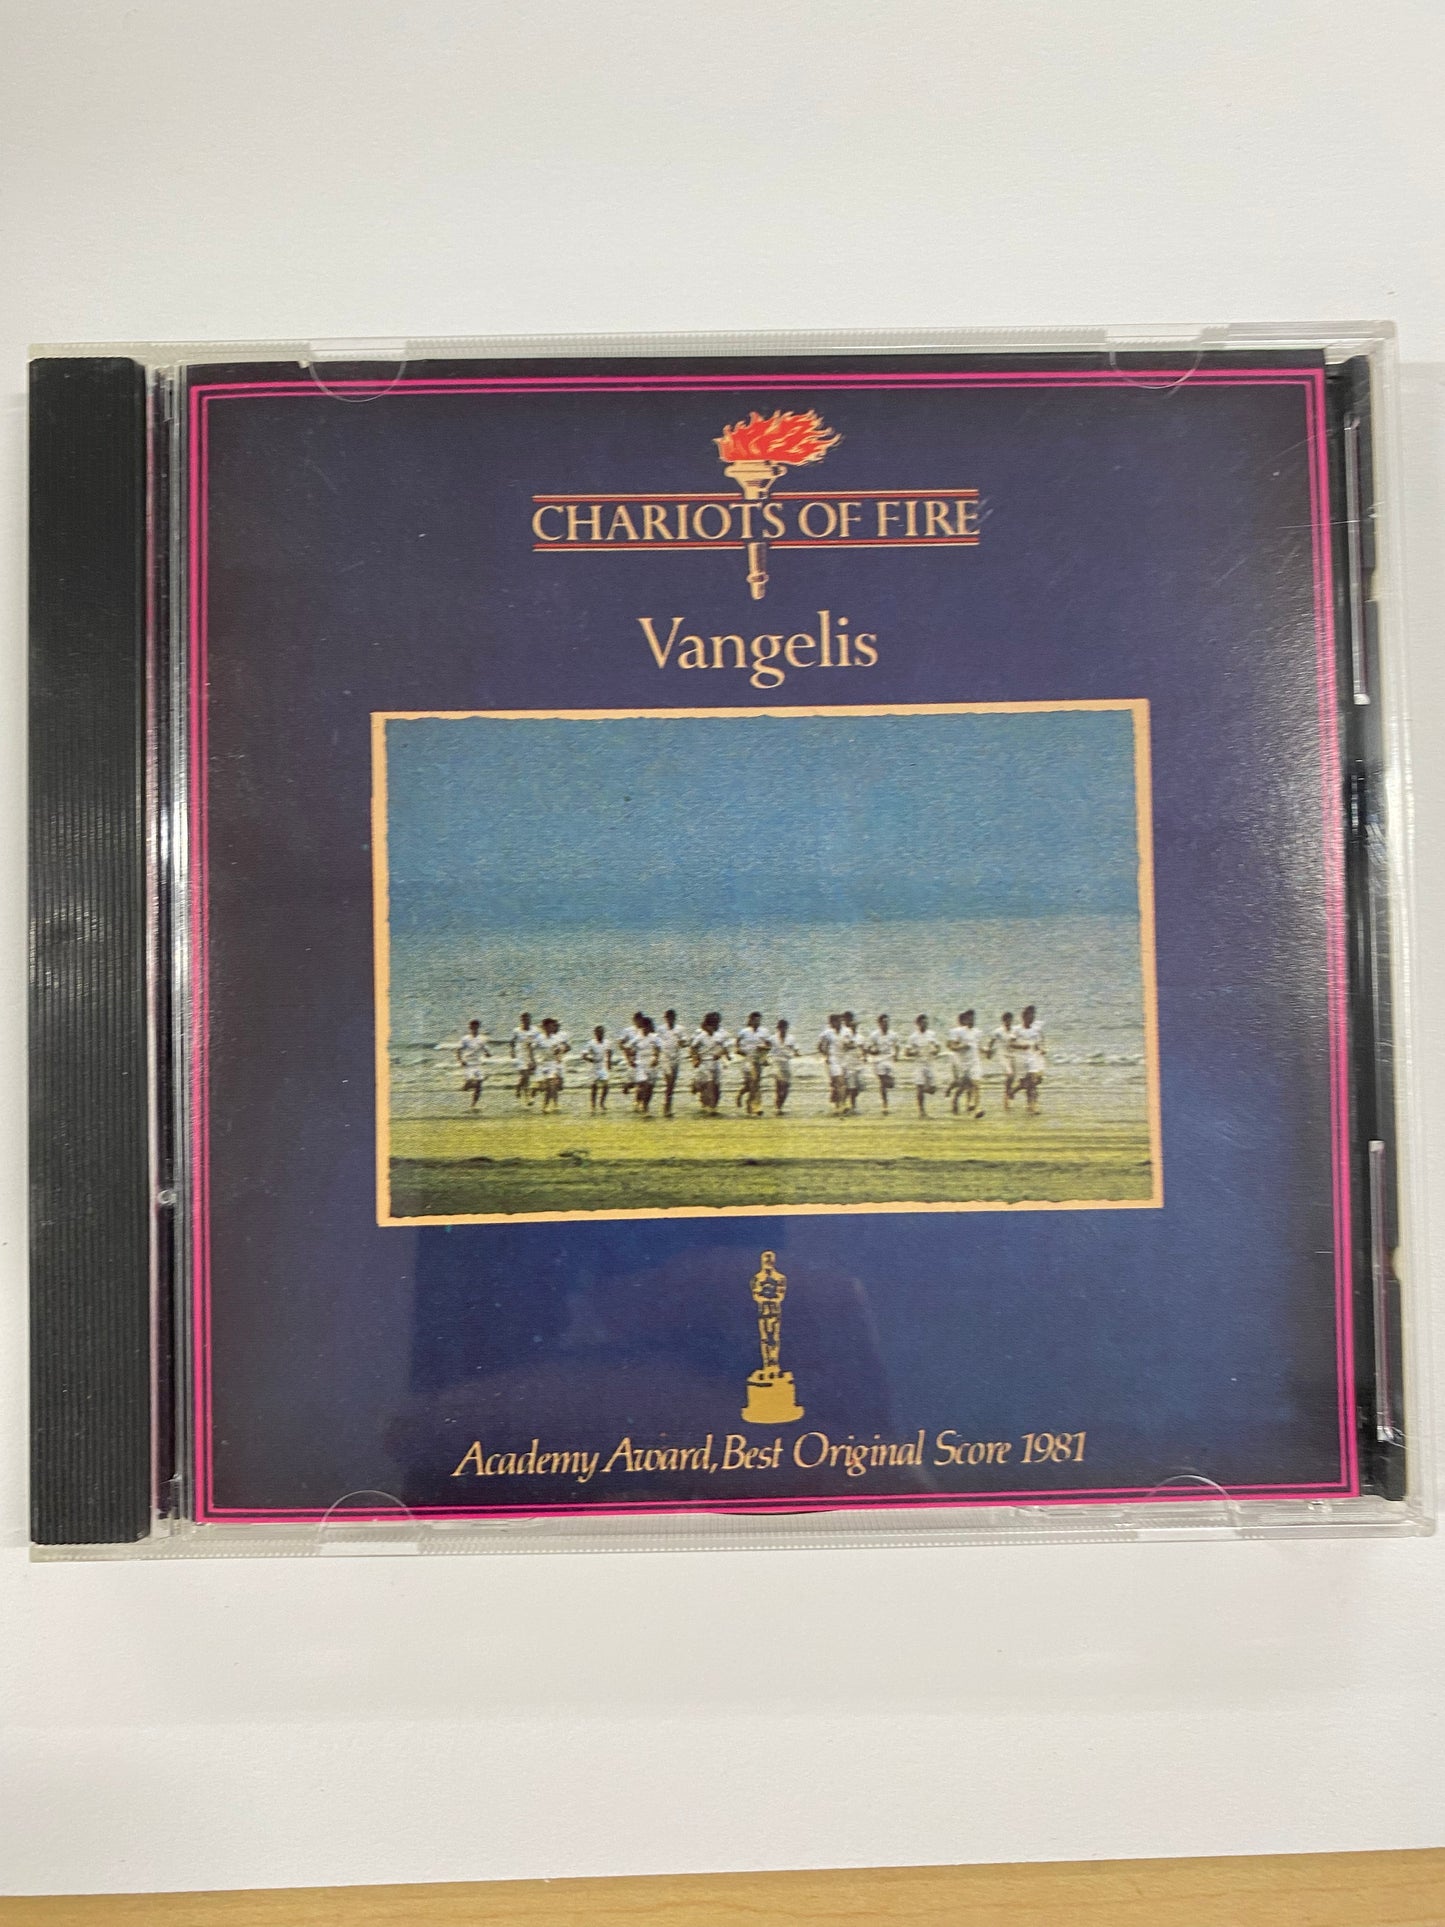 CHARIOTS OF FIRE
Vangelis
Academy Award, Best Original Score 1981